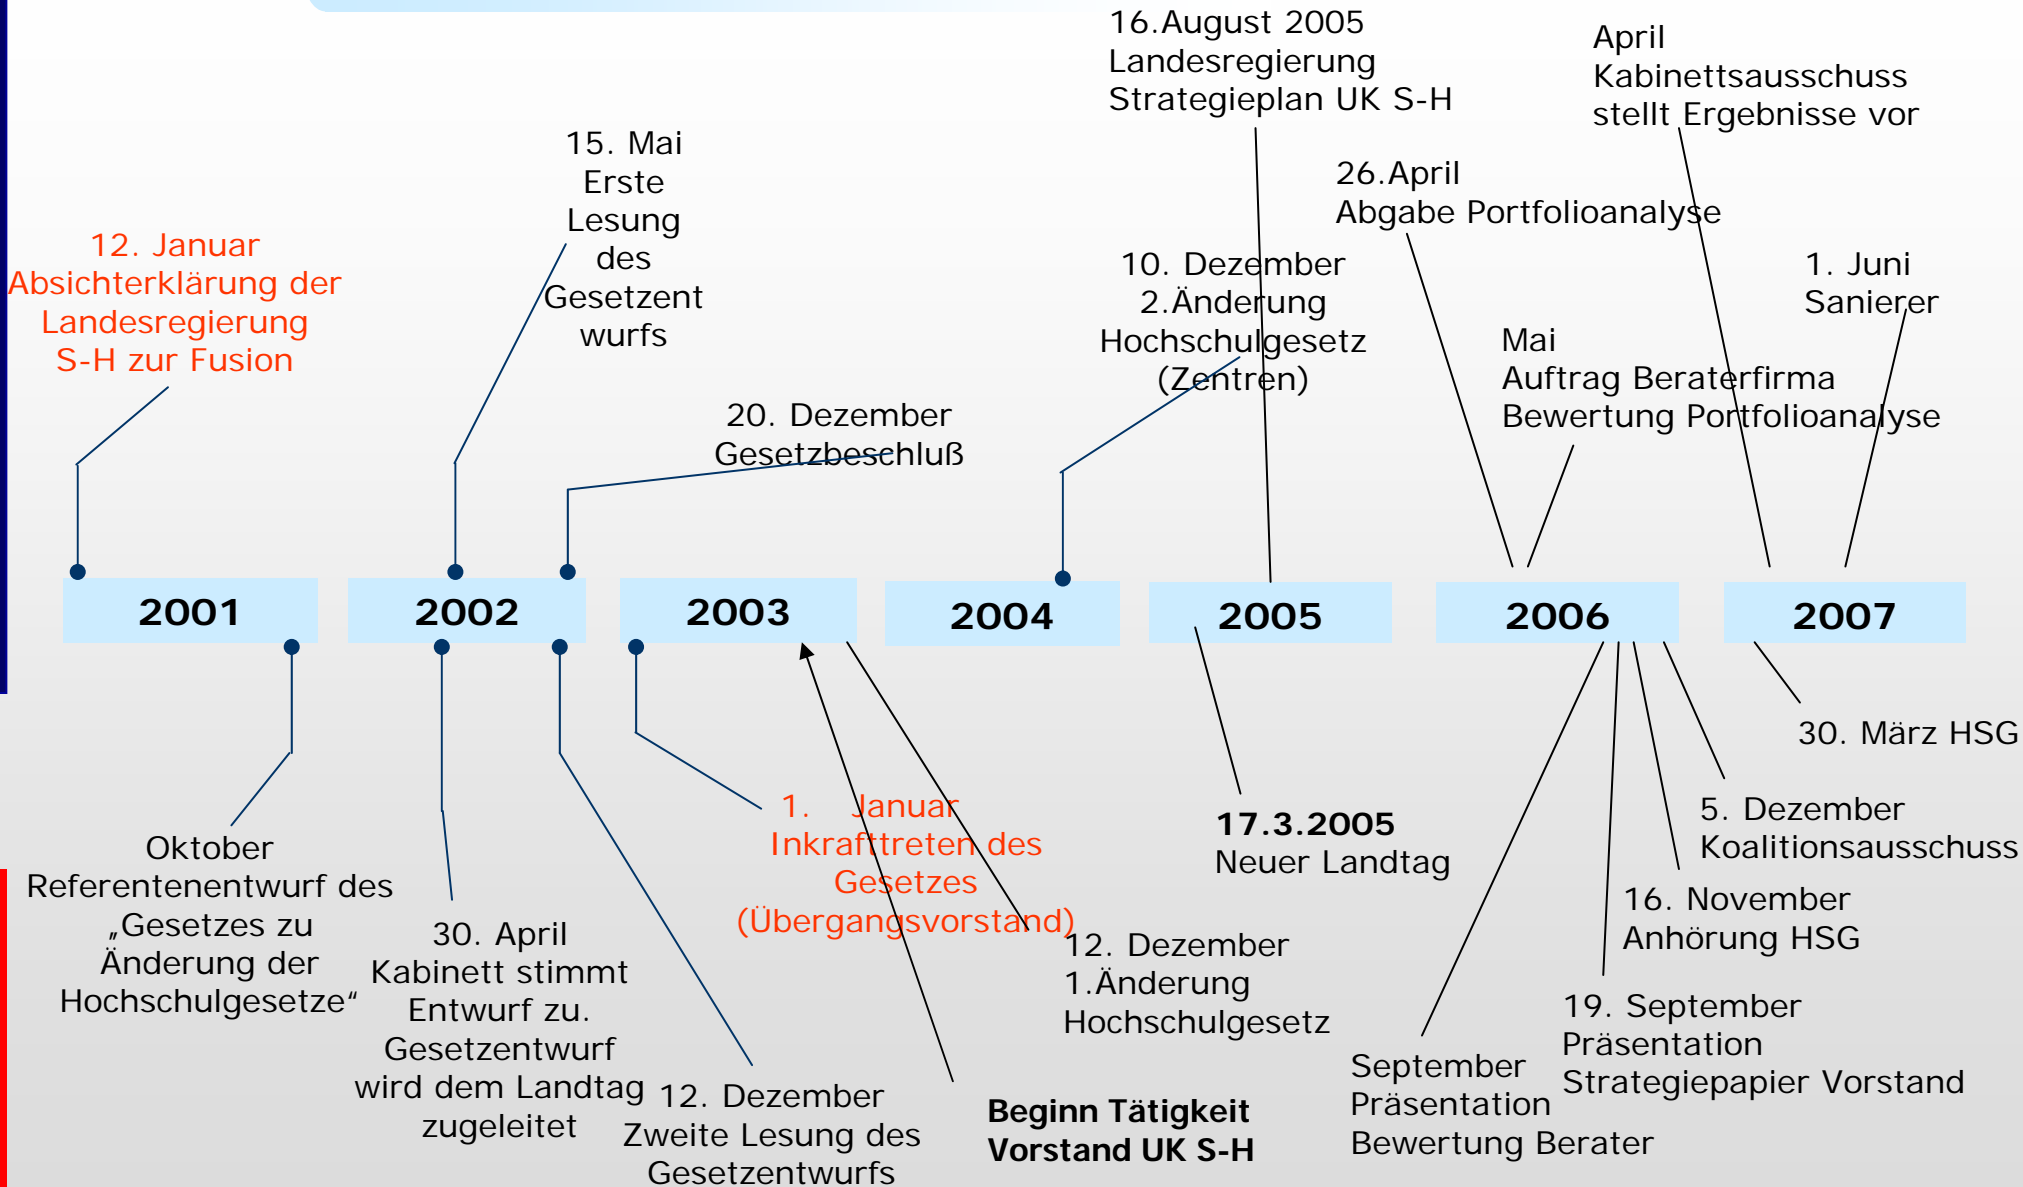 16.August 2005
Landesregierung
Strategieplan UK S-H
April
Kabinettsausschuss
stellt Ergebnisse vor
15. Mai
Erste
Lesung
des
Gesetzent
wurfs
26.April
Abgabe Portfolioanalyse
12. Januar
Absichterklärung der
Landesregierung
S-H zur Fusion
10. Dezember
2.Änderung
Hochschulgesetz
(Zentren)
1. Juni
Sanierer
Mai
Auftrag Beraterfirma
Bewertung Portfolioanalyse
20. Dezember
Gesetzbeschluß
2001
2002
2003
2004
2005
2006
2007
30. März HSG
1. Januar
Inkrafttreten des
Gesetzes
(Übergangsvorstand)
17.3.2005
Neuer Landtag
5. Dezember
Koalitionsausschuss
Oktober
Referentenentwurf des
„Gesetzes zu
Änderung der
Hochschulgesetze“
16. November
Anhörung HSG
30. April
Kabinett stimmt
Entwurf zu.
Gesetzentwurf
wird dem Landtag
zugeleitet
12. Dezember
1.Änderung
Hochschulgesetz
19. September
Präsentation
Strategiepapier Vorstand
12. Dezember
Zweite Lesung des
Gesetzentwurfs
Beginn Tätigkeit
Vorstand UK S-H
September
Präsentation
Bewertung Berater